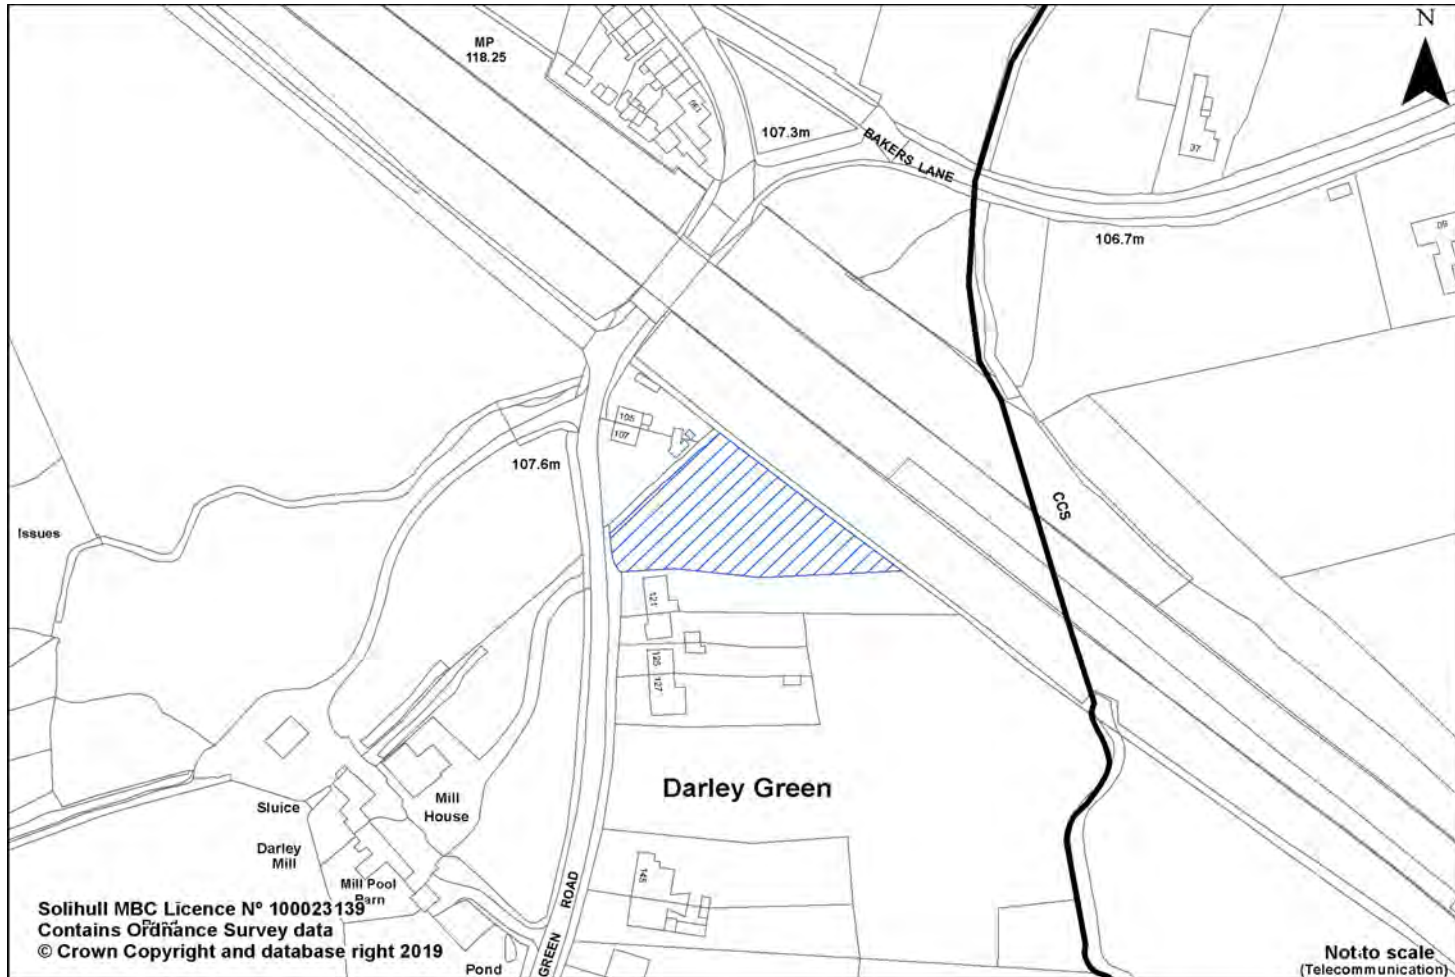 N
MP
118.25
107.3m
BAKERS LANE
37
106.7m
105
107
107.6m
CCS
Issues
121
125
127
Darley Green
Sluice
Mill
House
Darley
Mill
Mill Pool
Barn
145
GREEN ROAD
Pond
Solihull MBC Licence Nº 100023139
Contains Ordnance Survey data
© Crown Copyright and database right 2019
Not to scale
(Telecommunication)